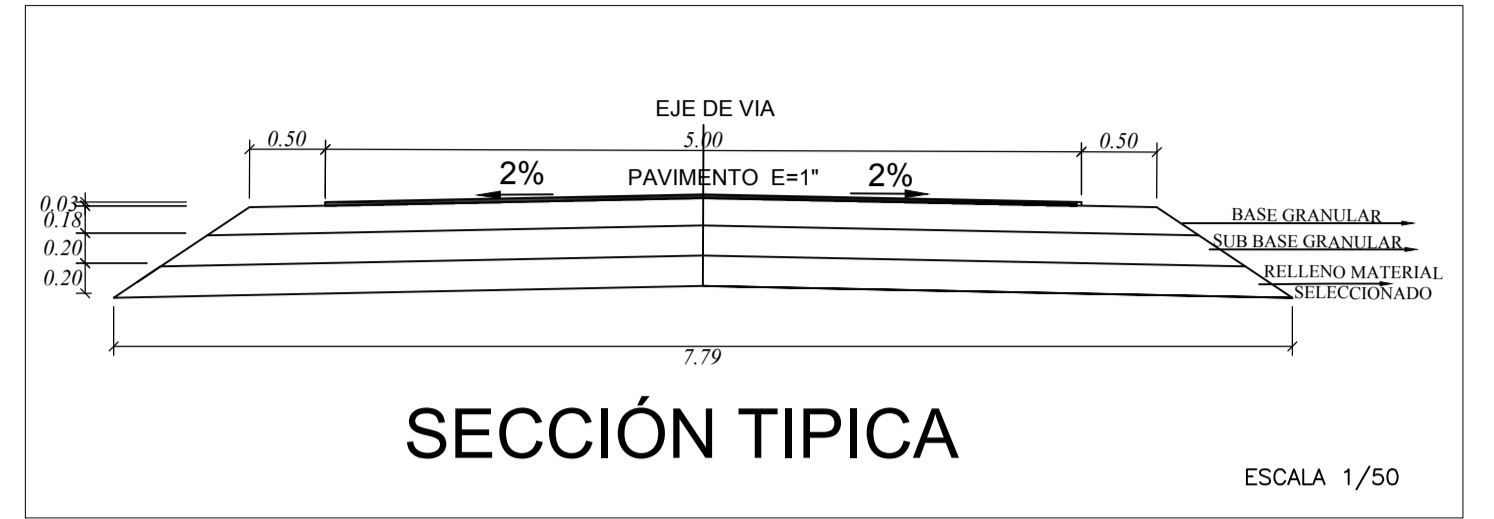 EJE DE VIA
0.50
5.00
0.50
2%
PAVIMENTO E=1"
2%
0.03
0.18
0.20
0.20
BASE GRANULAR
SUB BASE GRANULAR
RELLENO MATERIAL
SELECCIONADO
7.79
SECCIÓN TIPICA
ESCALA 1/50